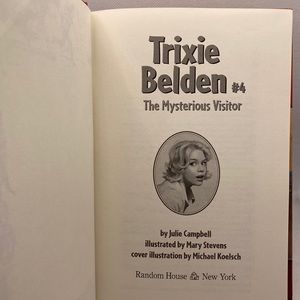 Trixie
Belden #4
The Mysterious Visitor
by Julie Campbell
illustrated by Mary Stevens
cover illustration by Michael Koelsch
Random House New York